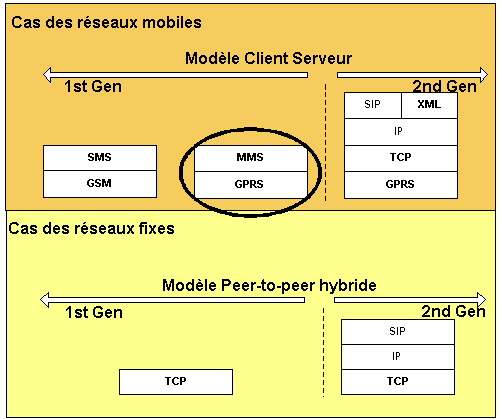 Cas des réseaux mobiles
Modèle Client Serveur
1st Gen
2nd Gen
SIP XML
IP
SMS MMS TCP
GSM GPRS GPRS
Cas des réseaux fixes
Modèle Peer-to-peer hybride
1st Gen
2nd Gen
SIP
IP
TCP TCP